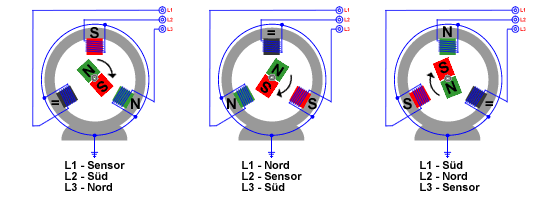 L1
L2
L3
S
N
S
=
N
L1 - Sensor
L2 - Süd
L3 - Nord
L1
L2
L3
=
N
S
N
S
L1 - Nord
L2 - Sensor
L3 - Süd
L1
L2
L3
N
S
N
S
=
L1 - Süd
L2 - Nord
L3 - Sensor